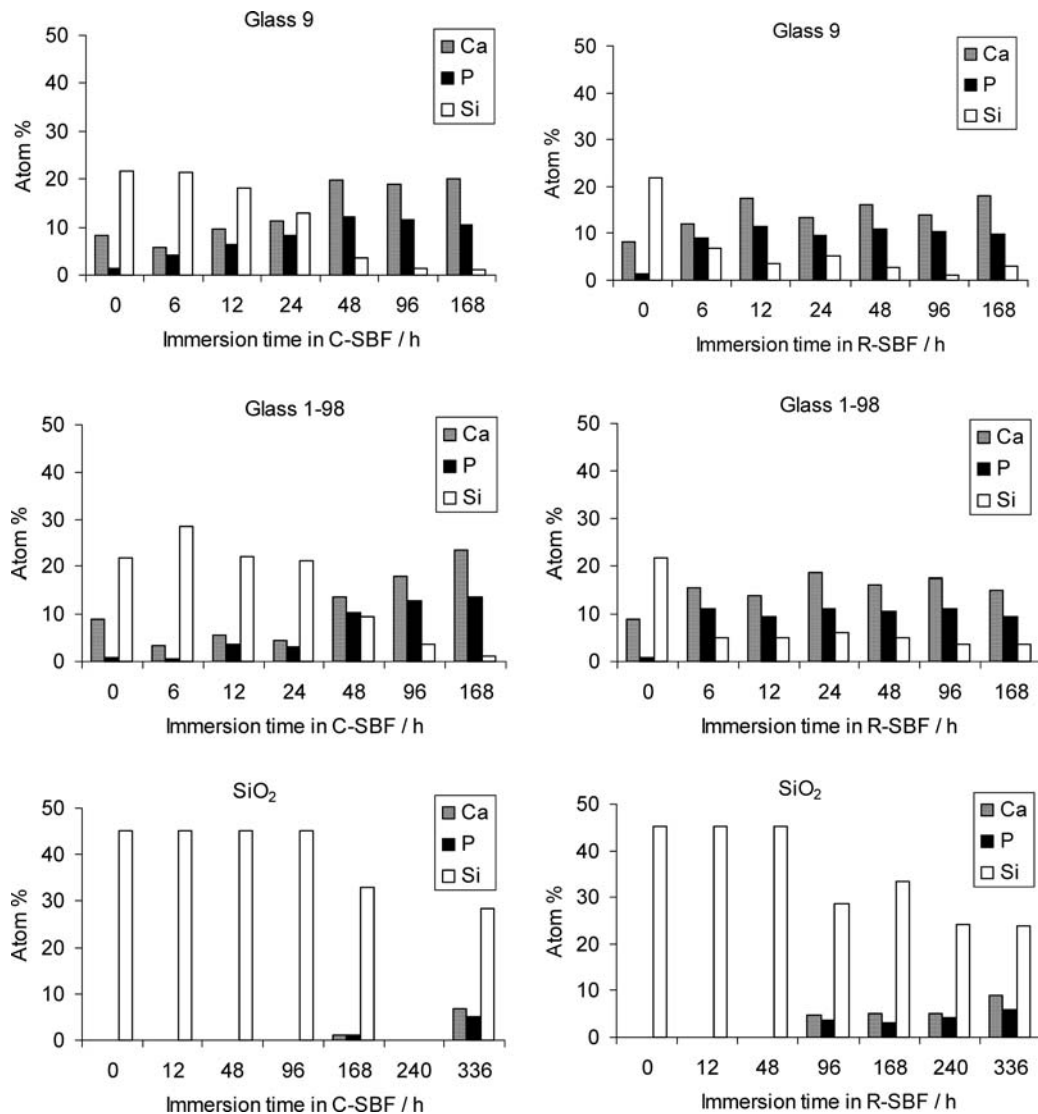 Glass 9
50
40
30
20
10
0
Atom %
Ca
P
Si
0 6 12 24 48 96 168
Immersion time in C-SBF / h
Glass 9
50
40
30
20
10
0
Atom %
Ca
P
Si
0 6 12 24 48 96 168
Immersion time in R-SBF / h
Glass 1-98
50
40
30
20
10
0
Atom %
Ca
P
Si
0 6 12 24 48 96 168
Immersion time in C-SBF / h
Glass 1-98
50
40
30
20
10
0
Atom %
Ca
P
Si
0 6 12 24 48 96 168
Immersion time in R-SBF / h
SiO₂
50
40
30
20
10
0
Atom %
Ca
P
Si
0 12 48 96 168 240 336
Immersion time in C-SBF / h
SiO₂
50
40
30
20
10
0
Atom %
Ca
P
Si
0 12 48 96 168 240 336
Immersion time in R-SBF / h